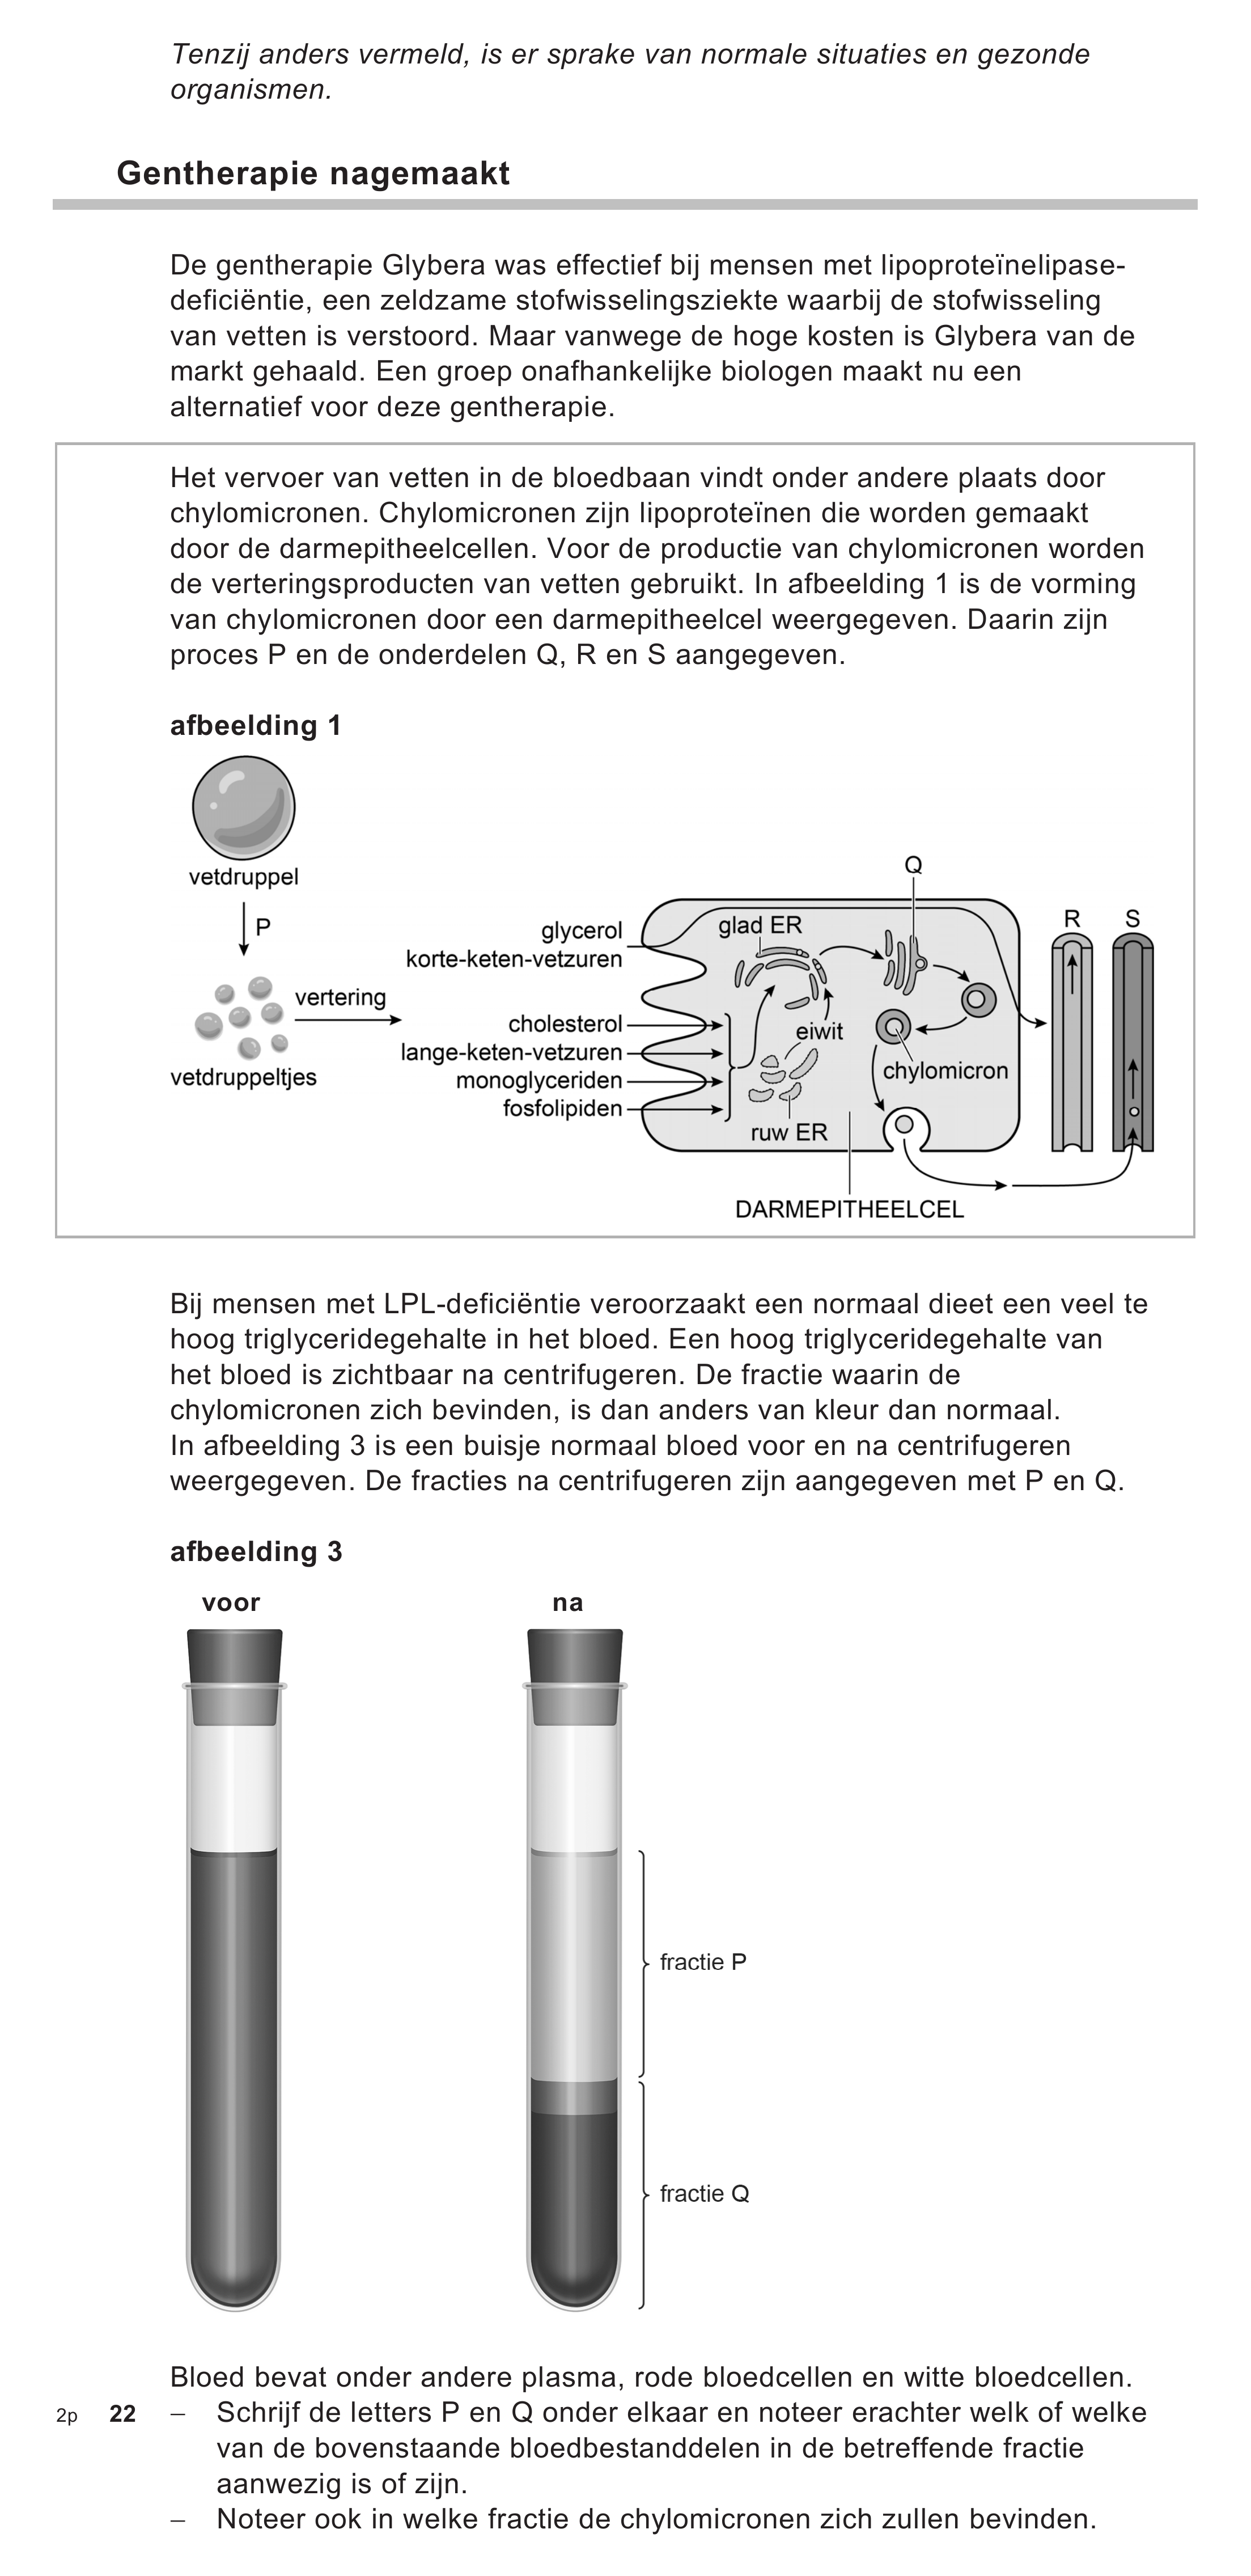 Tenzij anders vermeld, is er sprake van normale situaties en gezonde
organismen.
Gentherapie nagemaakt
De gentherapie Glybera was effectief bij mensen met lipoproteïnelipase-
deficiëntie, een zeldzame stofwisselingsziekte waarbij de stofwisseling
van vetten is verstoord. Maar vanwege de hoge kosten is Glybera van de
markt gehaald. Een groep onafhankelijke biologen maakt nu een
alternatief voor deze gentherapie.
Het vervoer van vetten in de bloedbaan vindt onder andere plaats door
chylomicronen. Chylomicronen zijn lipoproteïnen die worden gemaakt
door de darmepitheelcellen. Voor de productie van chylomicronen worden
de verteringsproducten van vetten gebruikt. In afbeelding 1 is de vorming
van chylomicronen door een darmepitheelcel weergegeven. Daarin zijn
proces P en de onderdelen Q, R en S aangegeven.
afbeelding 1
vetdruppel
P
vetdruppeltjes
vertering
glycerol
korte-keten-vetzuren
cholesterol
lange-keten-vetzuren
monoglyceriden
fosfolipiden
glad ER
Q
eiwit
chylomicron
ruw ER
DARMEPITHEELCEL
R
S
Bij mensen met LPL-deficiëntie veroorzaakt een normaal dieet een veel te
hoog triglyceridegehalte in het bloed. Een hoog triglyceridegehalte van
het bloed is zichtbaar na centrifugeren. De fractie waarin de
chylomicronen zich bevinden, is dan anders van kleur dan normaal.
In afbeelding 3 is een buisje normaal bloed voor en na centrifugeren
weergegeven. De fracties na centrifugeren zijn aangegeven met P en Q.
afbeelding 3
voor
na
fractie P
fractie Q
Bloed bevat onder andere plasma, rode bloedcellen en witte bloedcellen.
2p 22 – Schrijf de letters P en Q onder elkaar en noteer erachter welk of welke
van de bovenstaande bloedbestanddelen in de betreffende fractie
aanwezig is of zijn.
– Noteer ook in welke fractie de chylomicronen zich zullen bevinden.